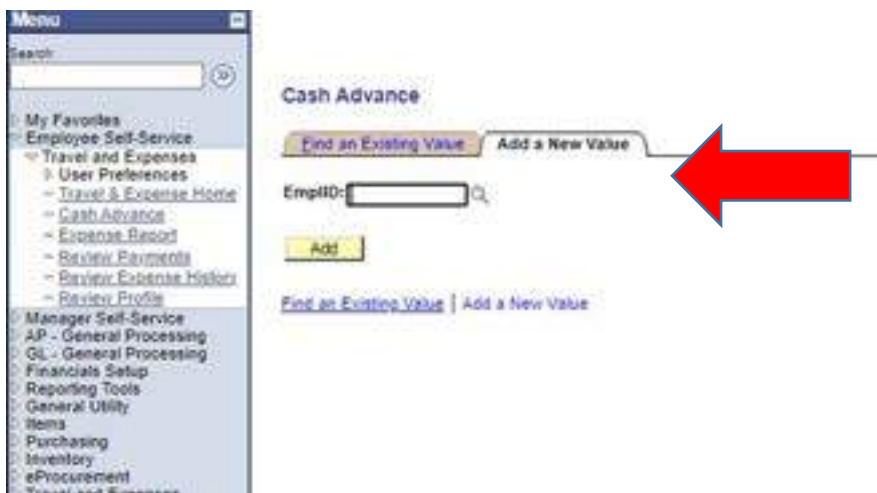 Menu
Search
My Favorites
Employee Self-Service
Travel and Expenses
User Preferences
Travel & Expense Home
Cash Advance
Expense Report
Review Payments
Review Expense History
Review Profile
Manager Self-Service
AP - General Processing
GL - General Processing
Financials Setup
Reporting Tools
General Utility
Items
Purchasing
Inventory
eProcurement
Travel and Expenses
Cash Advance
Find an Existing Value
Add a New Value
EmplID:
Add
Find an Existing Value | Add a New Value